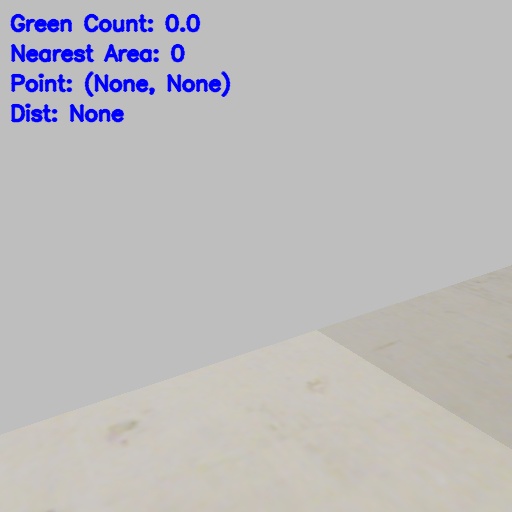 Green Count: 0.0
Nearest Area: 0
Point: (None, None)
Dist: None